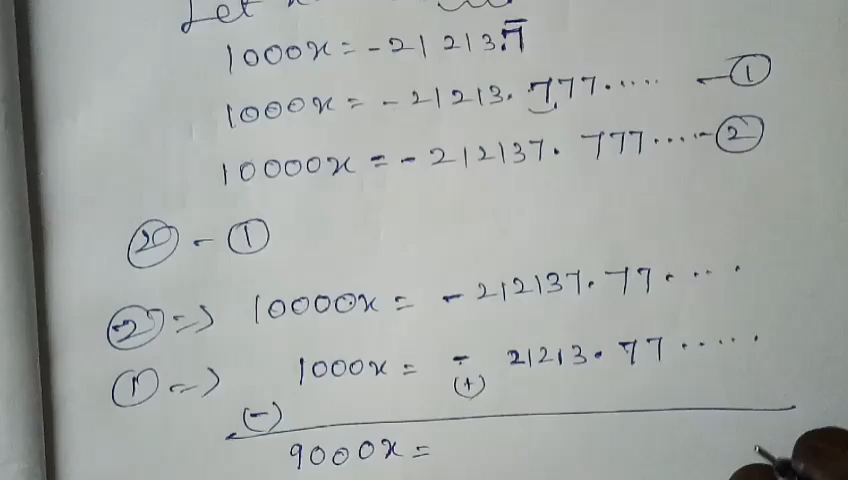 Let x
1000x = -21213.7̅
1000x = -21213.777..... - ①
10000x = -212137.777.... - ②
② - ①
② => 10000x = -212137.77....
① => 1000x = - 21213.77.....
(-) (+)
9000x =